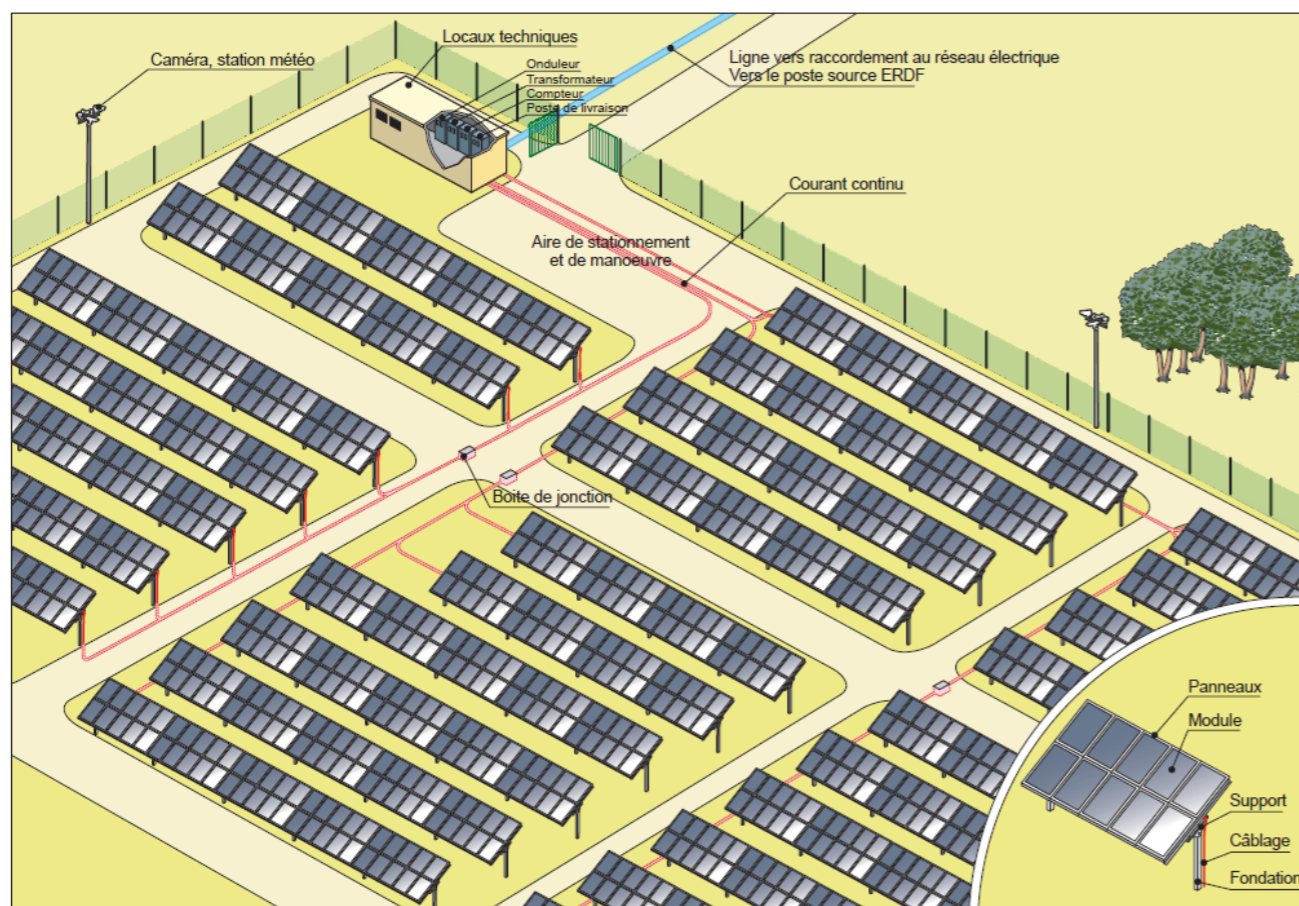 Caméra, station météo
Locaux techniques
Onduleur
Transformateur
Compteur
Poste de livraison
Ligne vers raccordement au réseau électrique
Vers le poste source ERDF
Courant continu
Aire de stationnement
et de manoeuvre
Boite de jonction
Panneaux
Module
Support
Câblage
Fondation